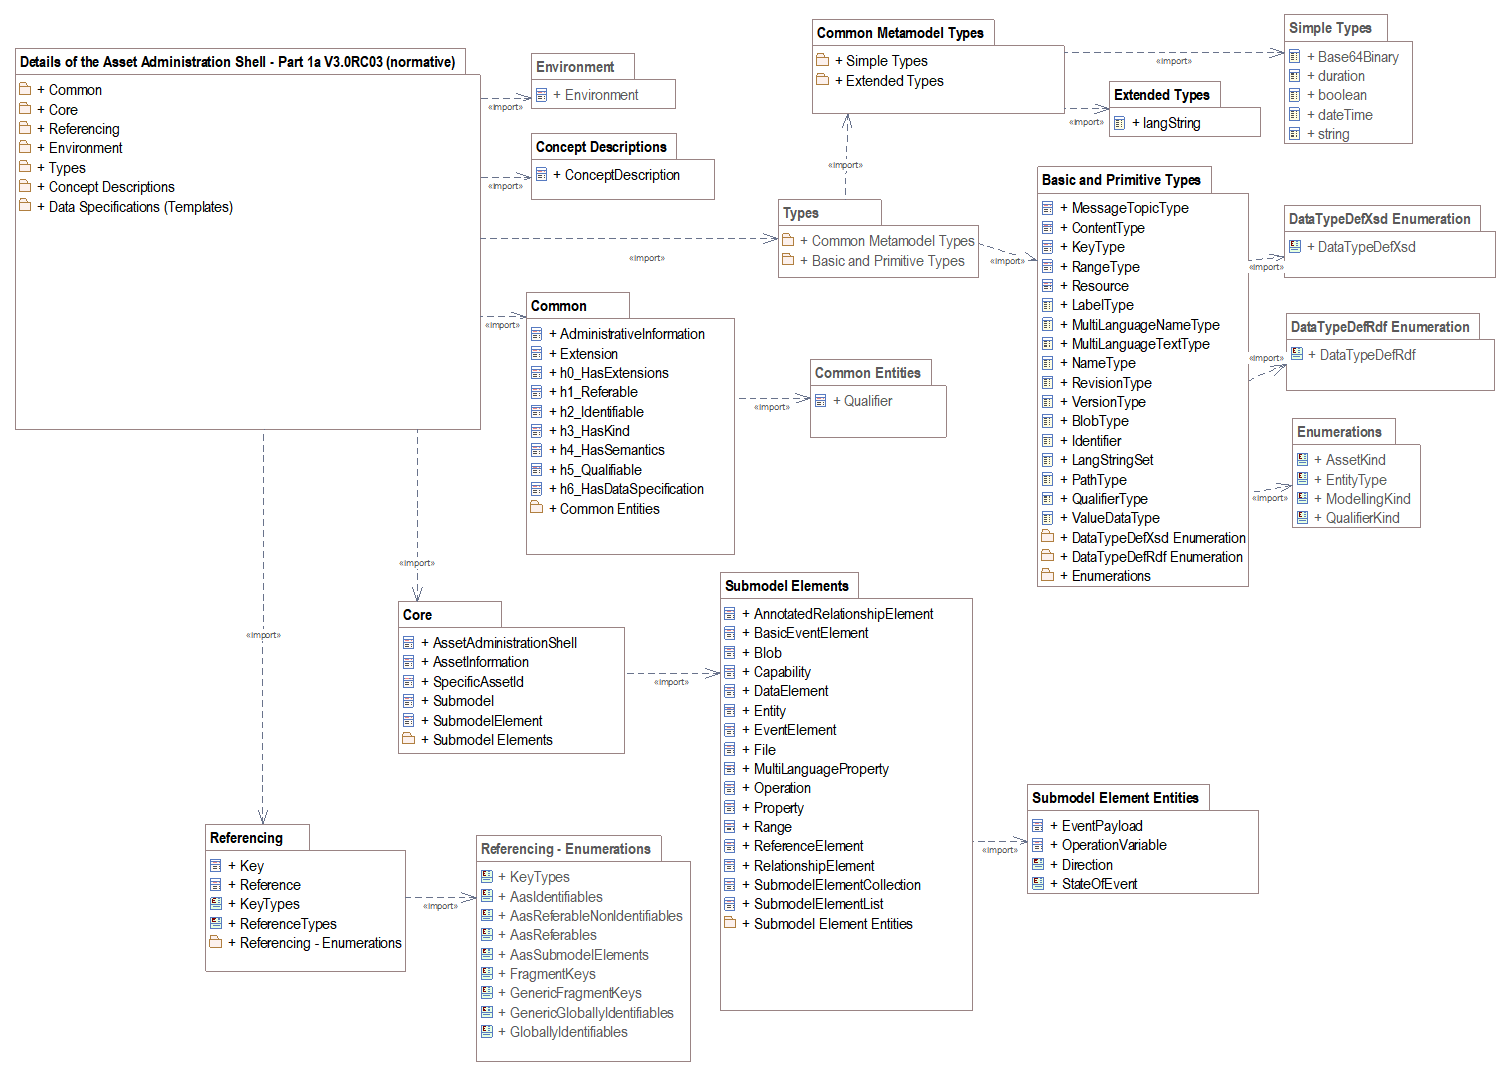 Details of the Asset Administration Shell - Part 1a V3.0RC03 (normative)
+ Common
+ Core
+ Referencing
+ Environment
+ Types
+ Concept Descriptions
+ Data Specifications (Templates)
«import»
Environment
+ Environment
«import»
Concept Descriptions
+ ConceptDescription
«import»
Types
+ Common Metamodel Types
+ Basic and Primitive Types
«import»
Common Metamodel Types
+ Simple Types
+ Extended Types
«import»
Simple Types
+ Base64Binary
+ duration
+ boolean
+ dateTime
+ string
«import»
Extended Types
+ langString
«import»
Basic and Primitive Types
+ MessageTopicType
+ ContentType
+ KeyType
+ RangeType
+ Resource
+ LabelType
+ MultiLanguageNameType
+ MultiLanguageTextType
+ NameType
+ RevisionType
+ VersionType
+ BlobType
+ Identifier
+ LangStringSet
+ PathType
+ QualifierType
+ ValueDataType
+ DataTypeDefXsd Enumeration
+ DataTypeDefRdf Enumeration
+ Enumerations
«import»
DataTypeDefXsd Enumeration
+ DataTypeDefXsd
«import»
DataTypeDefRdf Enumeration
+ DataTypeDefRdf
«import»
Enumerations
+ AssetKind
+ EntityType
+ ModellingKind
+ QualifierKind
«import»
Common
+ AdministrativeInformation
+ Extension
+ h0_HasExtensions
+ h1_Referable
+ h2_Identifiable
+ h3_HasKind
+ h4_HasSemantics
+ h5_Qualifiable
+ h6_HasDataSpecification
+ Common Entities
«import»
Common Entities
+ Qualifier
«import»
Core
+ AssetAdministrationShell
+ AssetInformation
+ SpecificAssetId
+ Submodel
+ SubmodelElement
+ Submodel Elements
«import»
Submodel Elements
+ AnnotatedRelationshipElement
+ BasicEventElement
+ Blob
+ Capability
+ DataElement
+ Entity
+ EventElement
+ File
+ MultiLanguageProperty
+ Operation
+ Property
+ Range
+ ReferenceElement
+ RelationshipElement
+ SubmodelElementCollection
+ SubmodelElementList
+ Submodel Element Entities
«import»
Submodel Element Entities
+ EventPayload
+ OperationVariable
+ Direction
+ StateOfEvent
«import»
Referencing
+ Key
+ Reference
+ KeyTypes
+ ReferenceTypes
+ Referencing - Enumerations
«import»
Referencing - Enumerations
+ KeyTypes
+ AasIdentifiables
+ AasReferableNonIdentifiables
+ AasReferables
+ AasSubmodelElements
+ FragmentKeys
+ GenericFragmentKeys
+ GenericGloballyIdentifiables
+ GloballyIdentifiables